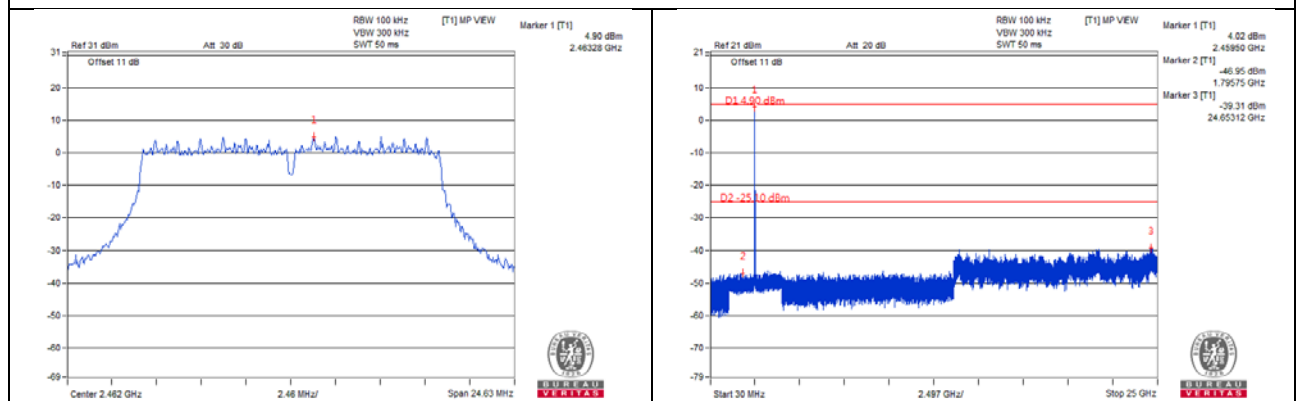 RBW 100 kHz [T1] MP VIEW
VBW 300 kHz
Ref 31 dBm Att 30 dB SWT 50 ms
Marker 1 [T1]
4.90 dBm
2.46328 GHz
Offset 11 dB
31
20
10
0
-10
-20
-30
-40
-50
-60
-69
1
Center 2.462 GHz 2.46 MHz/ Span 24.63 MHz
BUREAU
VERITAS
RBW 100 kHz [T1] MP VIEW
VBW 300 kHz
Ref 21 dBm Att 20 dB SWT 50 ms
Marker 1 [T1]
4.02 dBm
2.45950 GHz
Marker 2 [T1]
-46.95 dBm
1.79575 GHz
Marker 3 [T1]
-39.31 dBm
24.65312 GHz
Offset 11 dB
21
10
0
-10
-20
-30
-40
-50
-60
-70
-79
1
D1 4.90 dBm
D2 -25.10 dBm
2
3
Start 30 MHz 2.497 GHz/ Stop 25 GHz
BUREAU
VERITAS